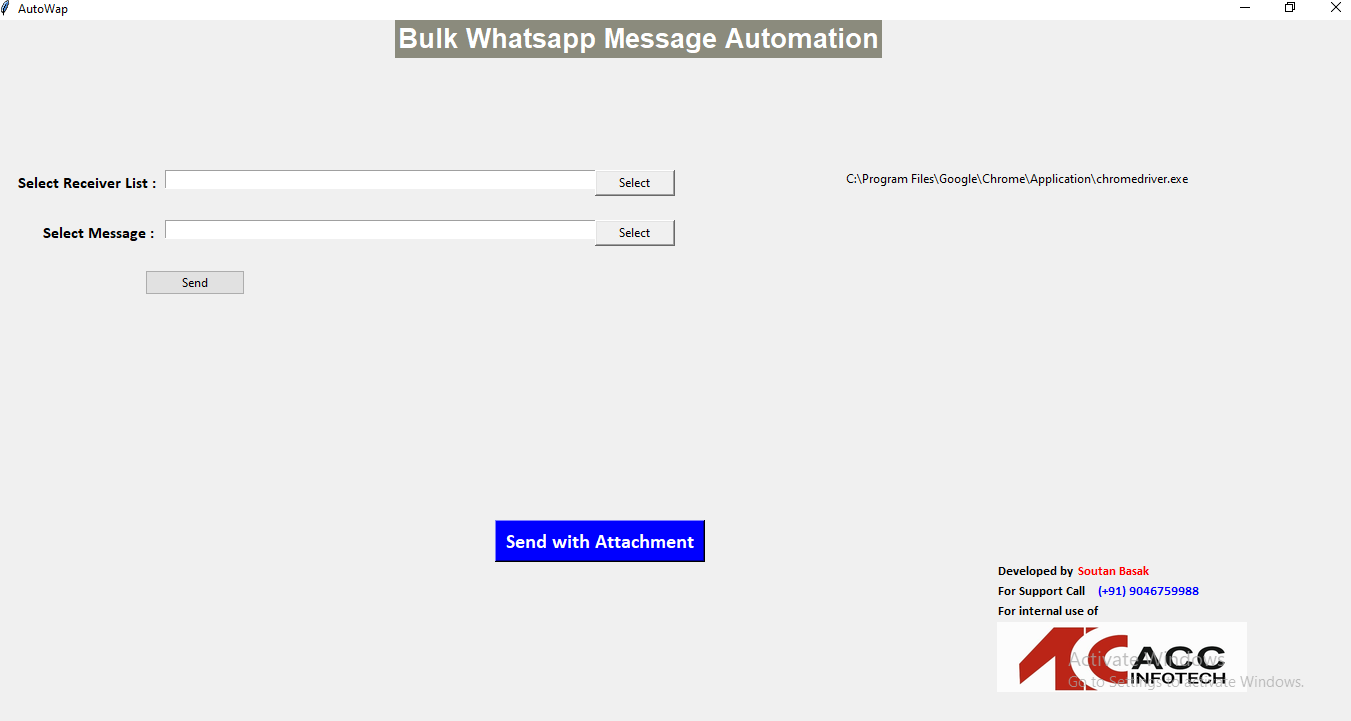 AutoWap
Bulk Whatsapp Message Automation
Select Receiver List :
Select
C:\Program Files\Google\Chrome\Application\chromedriver.exe
Select Message :
Select
Send
Send with Attachment
Developed by Soutan Basak
For Support Call (+91) 9046759988
For internal use of
ACC
INFOTECH
Activate Windows
Go to Settings to activate Windows.